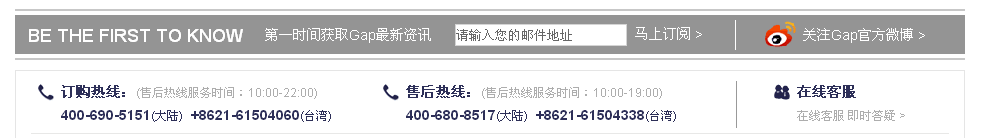 BE THE FIRST TO KNOW 第一时间获取Gap最新资讯 请输入您的邮件地址 马上订阅 > 关注Gap官方微博 >
订购热线: (售后热线服务时间:10:00-22:00) 售后热线: (售后热线服务时间:10:00-19:00) 在线客服
400-690-5151(大陆) +8621-61504060(台湾) 400-680-8517(大陆) +8621-61504338(台湾) 在线客服 即时答疑 >